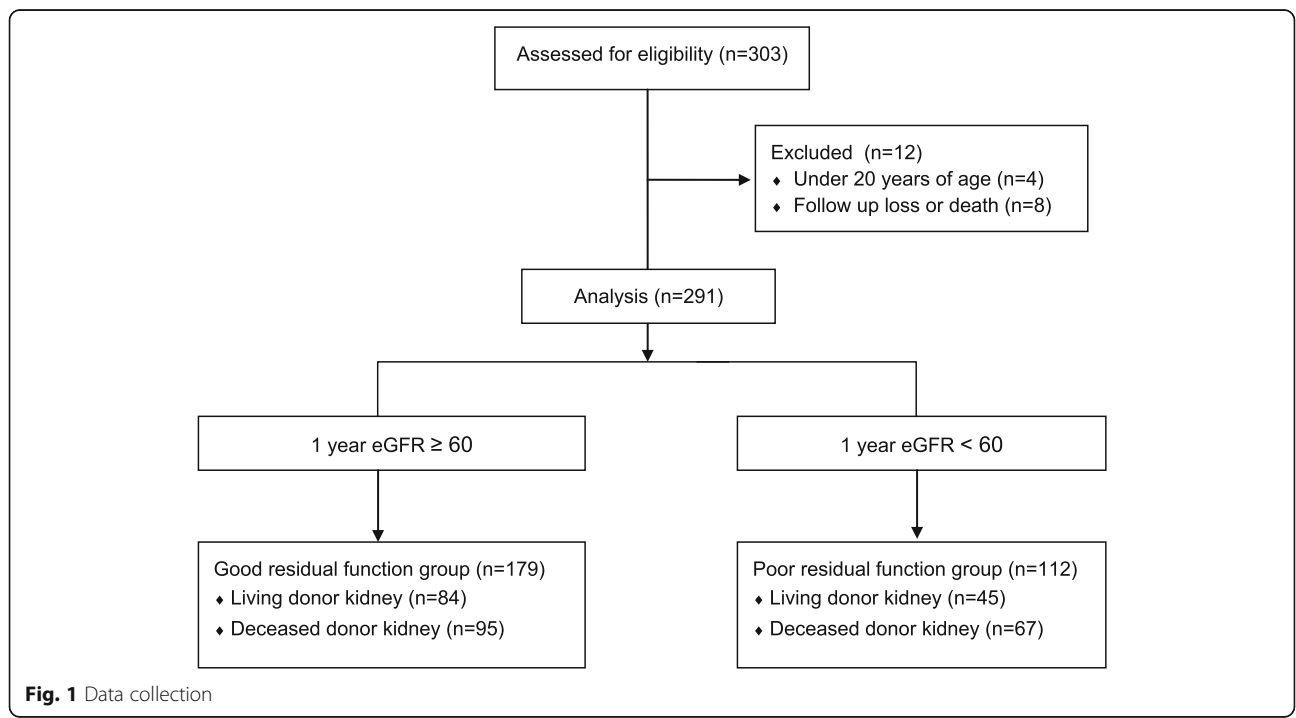 Assessed for eligibility (n=303)
Excluded (n=12)
♦ Under 20 years of age (n=4)
♦ Follow up loss or death (n=8)
Analysis (n=291)
1 year eGFR ≥ 60
1 year eGFR < 60
Good residual function group (n=179)
♦ Living donor kidney (n=84)
♦ Deceased donor kidney (n=95)
Poor residual function group (n=112)
♦ Living donor kidney (n=45)
♦ Deceased donor kidney (n=67)
Fig. 1 Data collection